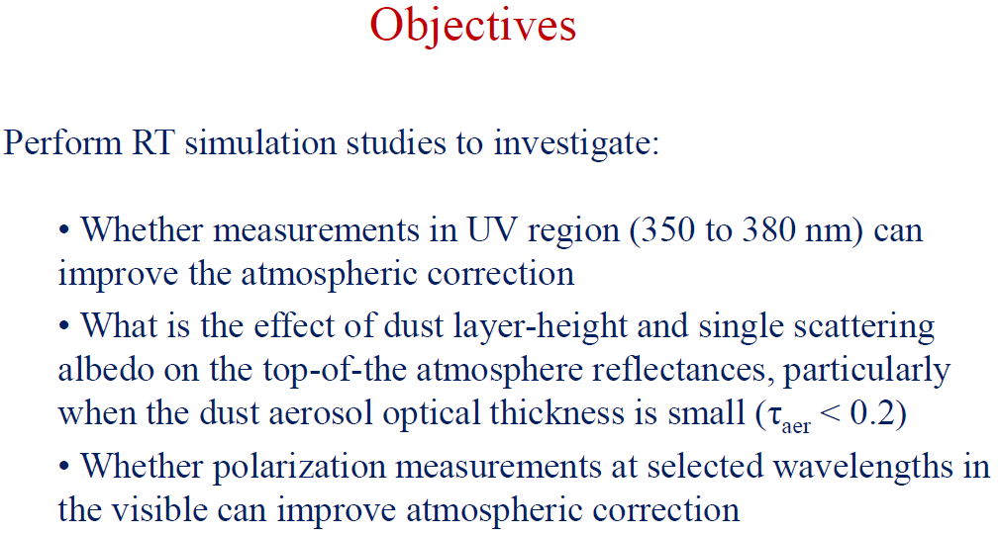 Objectives
Perform RT simulation studies to investigate:
• Whether measurements in UV region (350 to 380 nm) can
improve the atmospheric correction
• What is the effect of dust layer-height and single scattering
albedo on the top-of-the atmosphere reflectances, particularly
when the dust aerosol optical thickness is small (τaer < 0.2)
• Whether polarization measurements at selected wavelengths in
the visible can improve atmospheric correction